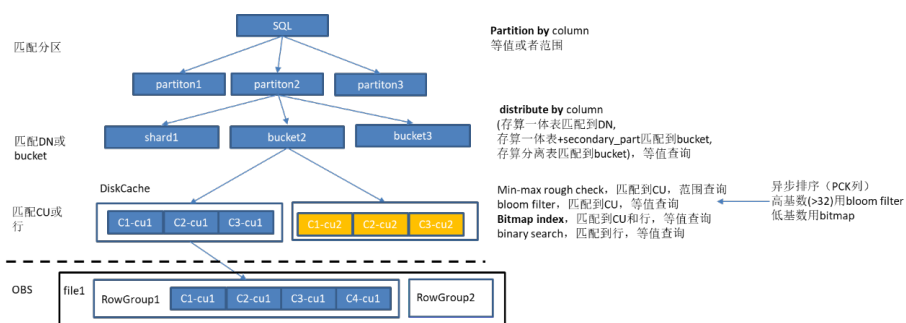 SQL
匹配分区
Partition by column
等值或者范围
partiton1
partiton2
partiton3
匹配DN或
bucket
shard1
bucket2
bucket3
distribute by column
(存算一体表匹配到DN,
存算一体表+secondary_part匹配到bucket,
存算分离表匹配到bucket)，等值查询
DiskCache
匹配CU或
行
C1-cu1
C2-cu1
C3-cu1
C1-cu2
C2-cu2
C3-cu2
Min-max rough check，匹配到CU，范围查询
bloom filter，匹配到CU，等值查询
Bitmap index，匹配到CU和行，等值查询
binary search，匹配到行，等值查询
异步排序（PCK列）
高基数(>32)用bloom filter
低基数用bitmap
OBS
file1
RowGroup1
C1-cu1
C2-cu1
C3-cu1
C4-cu1
RowGroup2